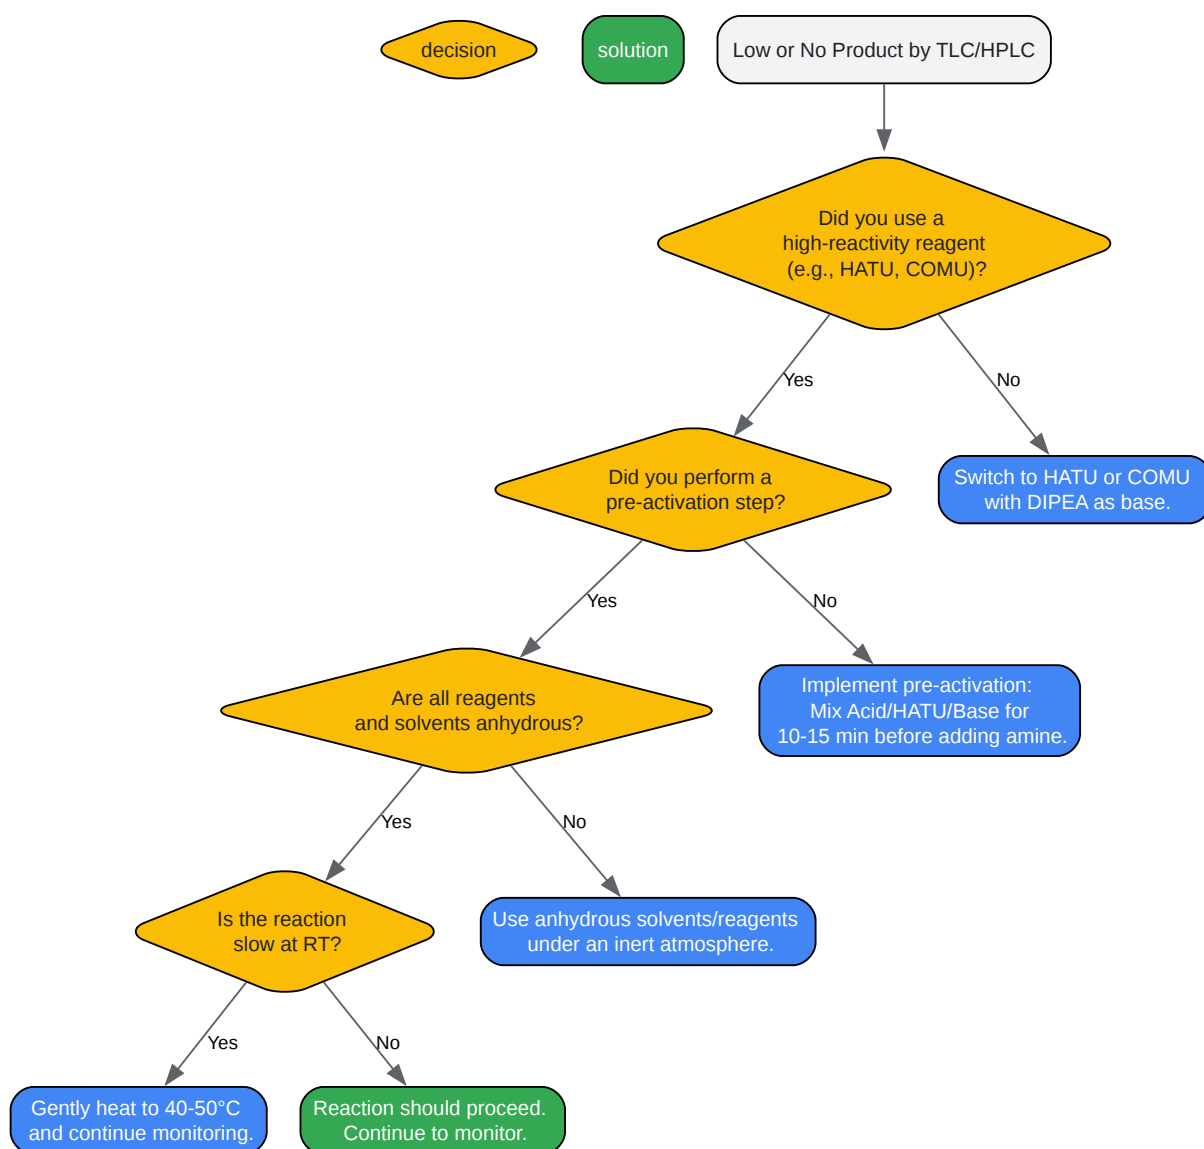 decision
solution
Low or No Product by TLC/HPLC
Did you use a
high-reactivity reagent
(e.g., HATU, COMU)?
Yes
No
Did you perform a
pre-activation step?
Switch to HATU or COMU
with DIPEA as base.
Yes
No
Are all reagents
and solvents anhydrous?
Implement pre-activation:
Mix Acid/HATU/Base for
10-15 min before adding amine.
Yes
No
Is the reaction
slow at RT?
Use anhydrous solvents/reagents
under an inert atmosphere.
Yes
No
Gently heat to 40-50°C
and continue monitoring.
Reaction should proceed.
Continue to monitor.